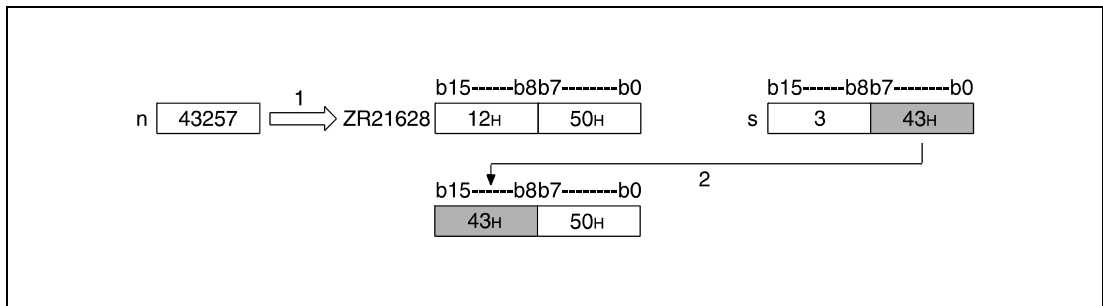 b15------b8b7-------b0 b15------b8b7-------b0
n 43257 1 ZR21628 12H 50H s 3 43H
2
b15------b8b7-------b0
43H 50H